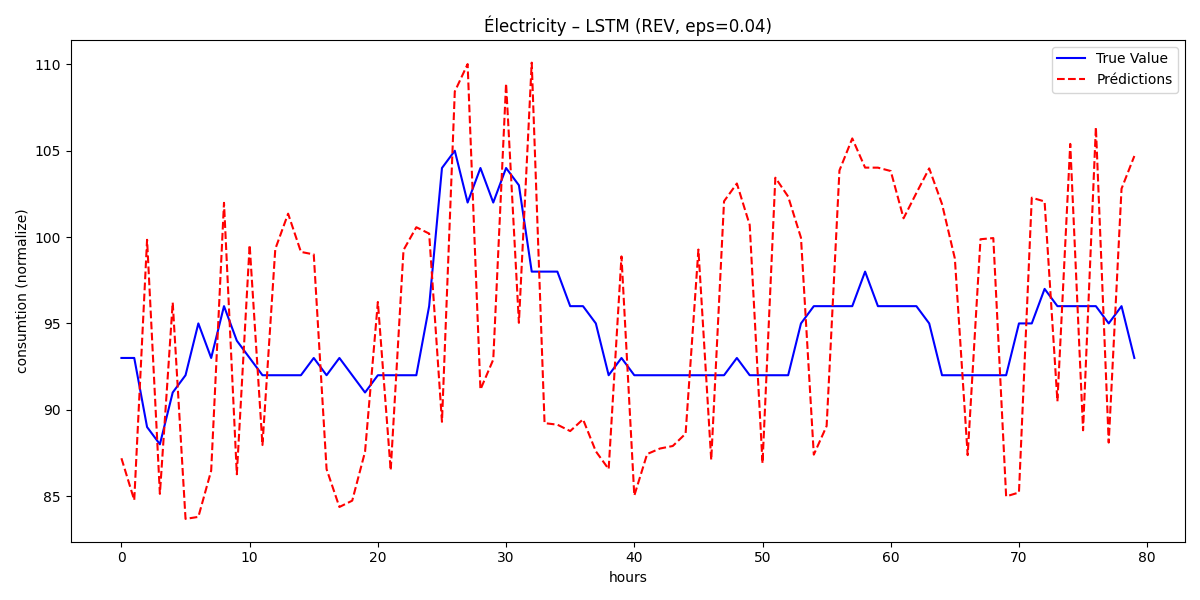 Électricity – LSTM (REV, eps=0.04)
True Value
Prédictions
consumtion (normalize)
110
105
100
95
90
85
0 10 20 30 40 50 60 70 80
hours